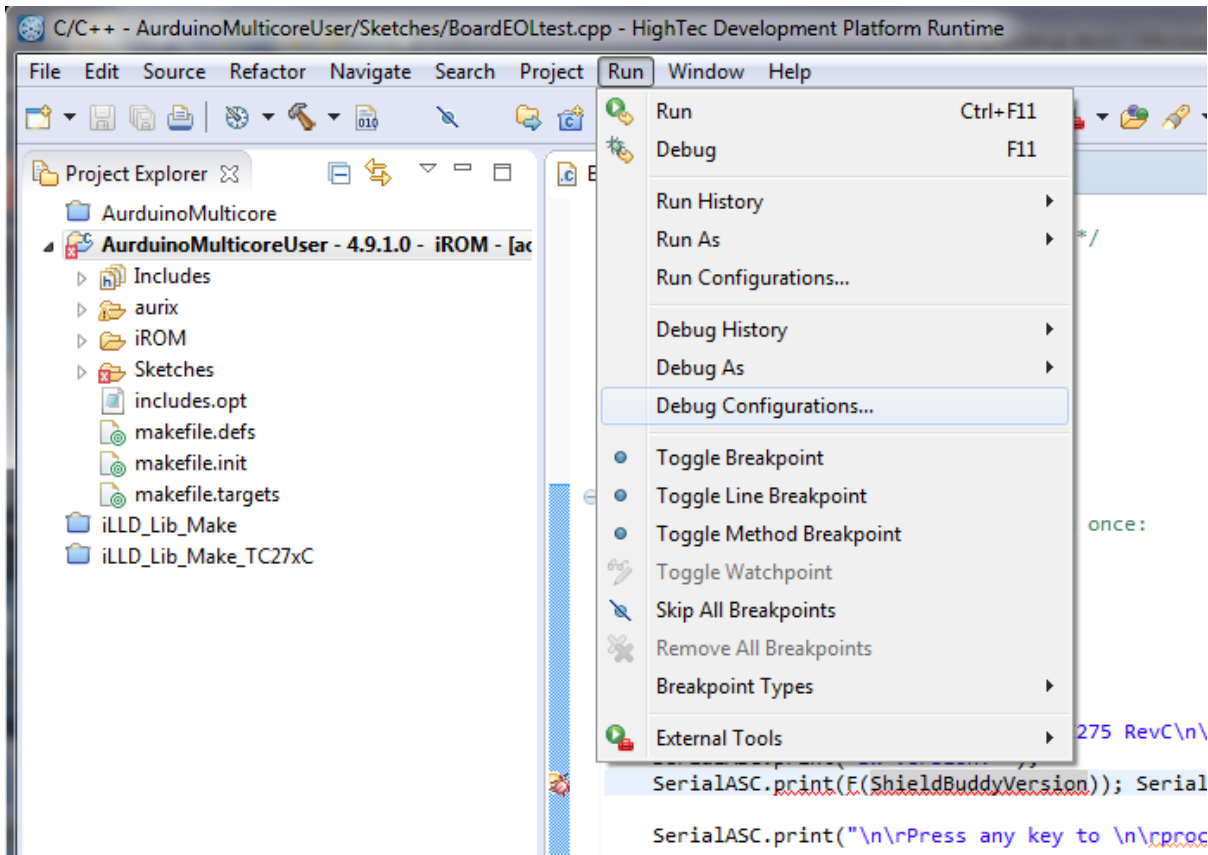 C/C++ - AurduinoMulticoreUser/Sketches/BoardEOLtest.cpp - HighTec Development Platform Runtime
File Edit Source Refactor Navigate Search Project Run Window Help
Project Explorer
AurduinoMulticore
AurduinoMulticoreUser - 4.9.1.0 - iROM - [ac
Includes
aurix
iROM
Sketches
includes.opt
makefile.defs
makefile.init
makefile.targets
iLLD_Lib_Make
iLLD_Lib_Make_TC27xC
Run Ctrl+F11
Debug F11
Run History
Run As
Run Configurations...
Debug History
Debug As
Debug Configurations...
Toggle Breakpoint
Toggle Line Breakpoint
Toggle Method Breakpoint
Toggle Watchpoint
Skip All Breakpoints
Remove All Breakpoints
Breakpoint Types
External Tools
*/
once:
275 RevC\n\
SerialASC.print(F(ShieldBuddyVersion)); Serial
SerialASC.print("\n\rPress any key to \n\rproc